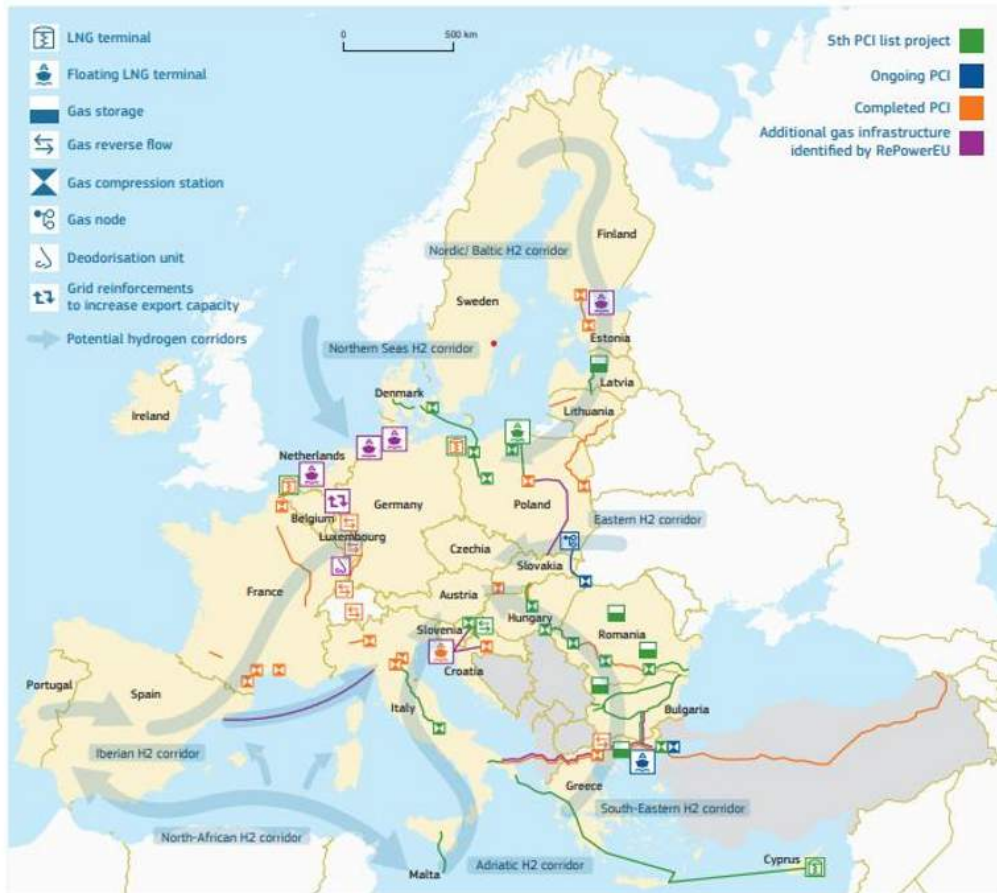 LNG terminal
Floating LNG terminal
Gas storage
Gas reverse flow
Gas compression station
Gas node
Deodorisation unit
Grid reinforcements
to increase export capacity
Potential hydrogen corridors
0
500 km
5th PCI list project
Ongoing PCI
Completed PCI
Additional gas infrastructure
identified by RePowerEU
Finland
Nordic/ Baltic H2 corridor
Sweden
Estonia
Northern Seas H2 corridor
Latvia
Denmark
Lithuania
Ireland
Netherlands
Germany
Poland
Belgium
Eastern H2 corridor
Luxembourg
Czechia
Slovakia
France
Austria
Hungary
Slovenia
Romania
Croatia
Portugal
Spain
Italy
Bulgaria
Iberian H2 corridor
Greece
South-Eastern H2 corridor
North-African H2 corridor
Adriatic H2 corridor
Cyprus
Malta